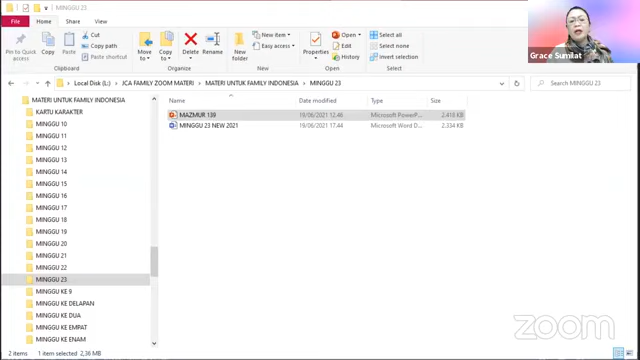 MINGGU 23
File Home Share View
Pin to Quick access Copy Paste Cut Copy path Move to Copy to Delete Rename New folder New item Easy access Properties Open Edit History Select all Select none Invert selection
Clipboard Organize New Open Select
Grace Sumilat
Local Disk (L:) JCA FAMILY ZOOM MATERI MATERI UNTUK FAMILY INDONESIA MINGGU 23
Search MINGGU 23
MATERI UNTUK FAMILY INDONESIA
KARTU KARAKTER
MINGGU 10
MINGGU 11
MINGGU 12
MINGGU 13
MINGGU 14
MINGGU 15
MINGGU 16
MINGGU 17
MINGGU 18
MINGGU 19
MINGGU 20
MINGGU 21
MINGGU 22
MINGGU 23
MINGGU KE 9
MINGGU KE DELAPAN
MINGGU KE DUA
MINGGU KE EMPAT
MINGGU KE ENAM
Name Date modified Type Size
MAZMUR 139 19/06/2021 12:46 Microsoft PowerP... 2.418 KB
MINGGU 23 NEW 2021 19/06/2021 17:44 Microsoft Word D... 2.334 KB
zoom
2 items 1 item selected 2,36 MB